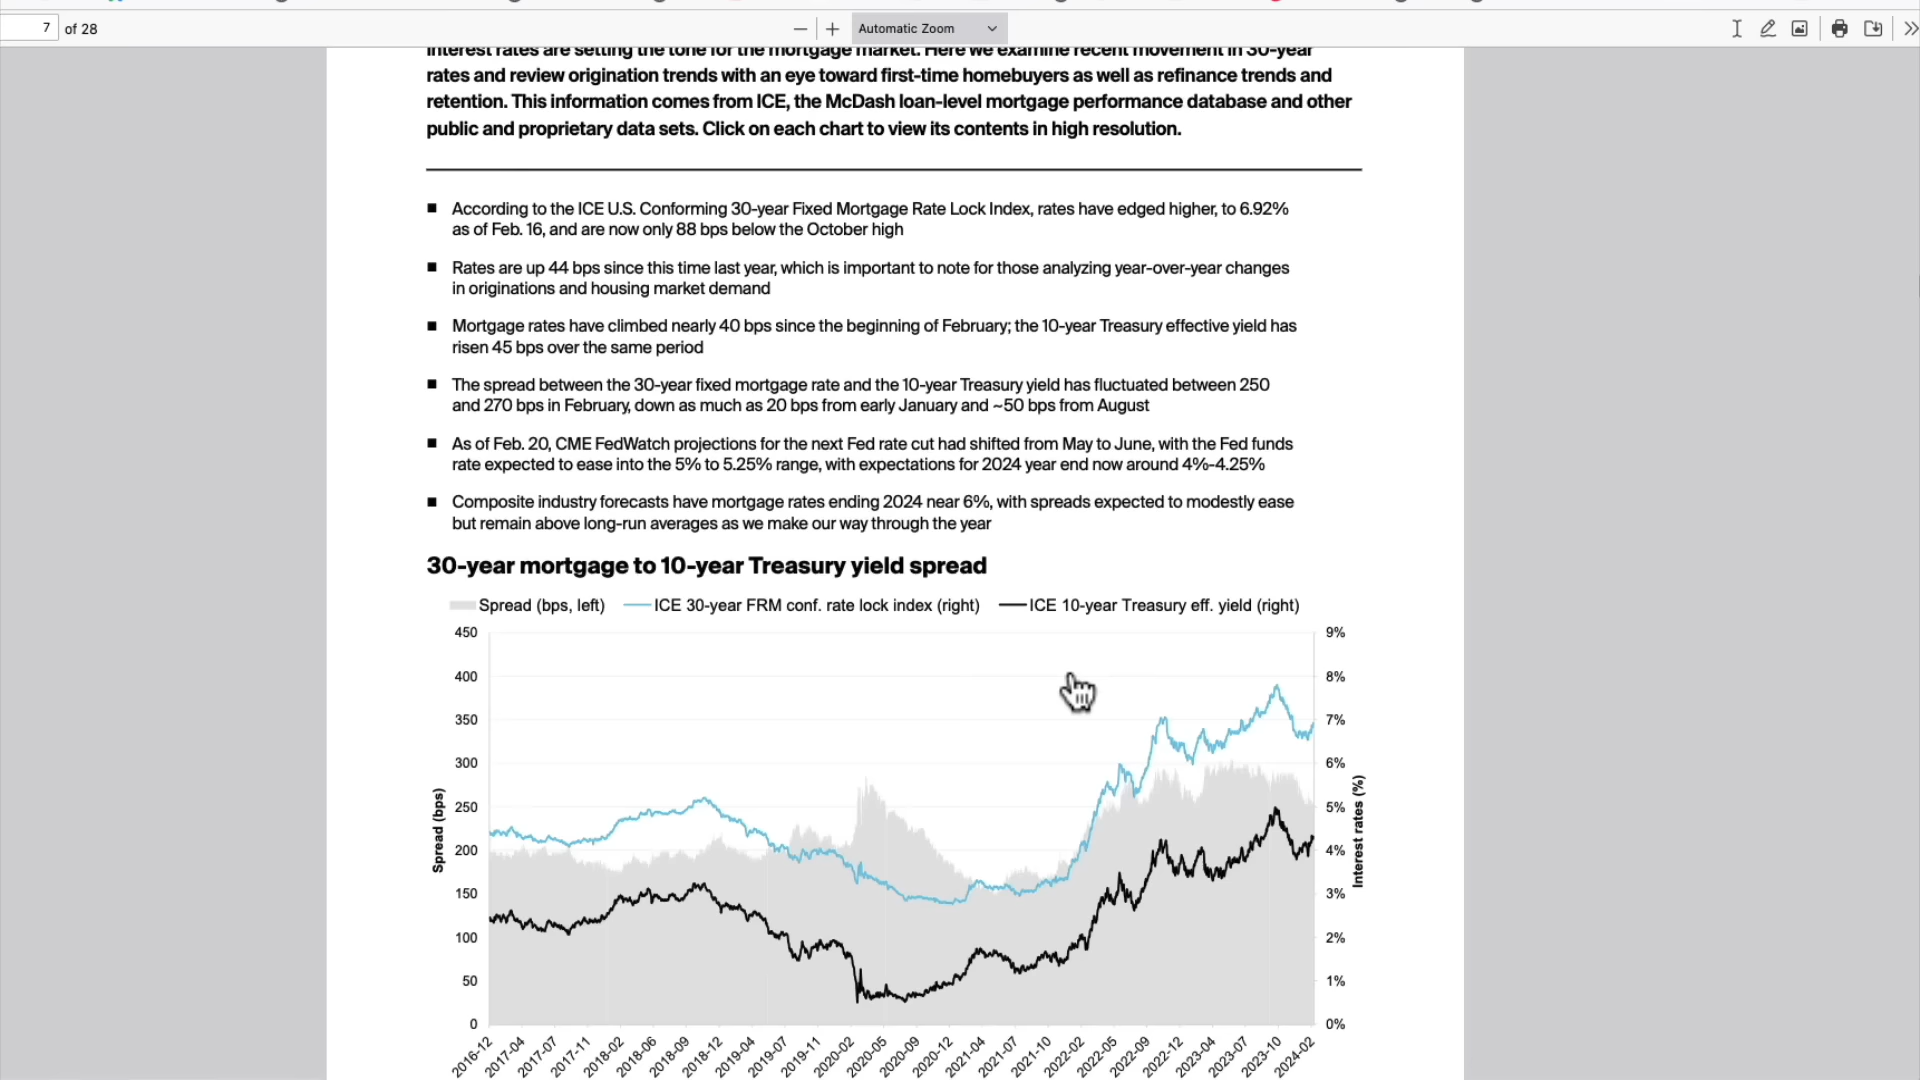 7 of 28
Automatic Zoom
interest rates are setting the tone for the mortgage market. Here we examine recent movement in 30-year
rates and review origination trends with an eye toward first-time homebuyers as well as refinance trends and
retention. This information comes from ICE, the McDash loan-level mortgage performance database and other
public and proprietary data sets. Click on each chart to view its contents in high resolution.
According to the ICE U.S. Conforming 30-year Fixed Mortgage Rate Lock Index, rates have edged higher, to 6.92%
as of Feb. 16, and are now only 88 bps below the October high
Rates are up 44 bps since this time last year, which is important to note for those analyzing year-over-year changes
in originations and housing market demand
Mortgage rates have climbed nearly 40 bps since the beginning of February; the 10-year Treasury effective yield has
risen 45 bps over the same period
The spread between the 30-year fixed mortgage rate and the 10-year Treasury yield has fluctuated between 250
and 270 bps in February, down as much as 20 bps from early January and ~50 bps from August
As of Feb. 20, CME FedWatch projections for the next Fed rate cut had shifted from May to June, with the Fed funds
rate expected to ease into the 5% to 5.25% range, with expectations for 2024 year end now around 4%-4.25%
Composite industry forecasts have mortgage rates ending 2024 near 6%, with spreads expected to modestly ease
but remain above long-run averages as we make our way through the year
30-year mortgage to 10-year Treasury yield spread
Spread (bps, left) ICE 30-year FRM conf. rate lock index (right) ICE 10-year Treasury eff. yield (right)
450 9%
400 8%
350 7%
300 6%
250 5%
200 4%
150 3%
100 2%
50 1%
0 0%
Spread (bps)
Interest rates (%)
2016-12 2017-04 2017-07 2017-11 2018-02 2018-06 2018-09 2018-12 2019-04 2019-07 2019-11 2020-02 2020-05 2020-09 2020-12 2021-04 2021-07 2021-10 2022-02 2022-05 2022-09 2022-12 2023-04 2023-07 2023-10 2024-02